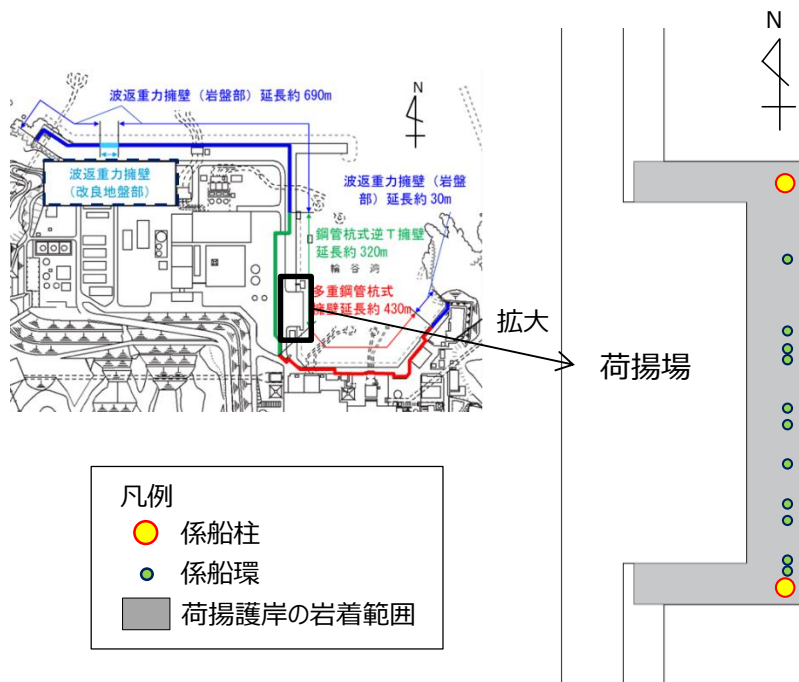 N
波返重力擁壁（岩盤部）延長約 690m
N
波返重力擁壁
（改良地盤部）
波返重力擁壁（岩盤
部）延長約 30m
鋼管杭式逆Ｔ擁壁
延長約 320m
輪谷湾
多重鋼管杭式
擁壁延長約 430m
拡大
荷揚場
凡例
係船柱
係船環
荷揚護岸の岩着範囲